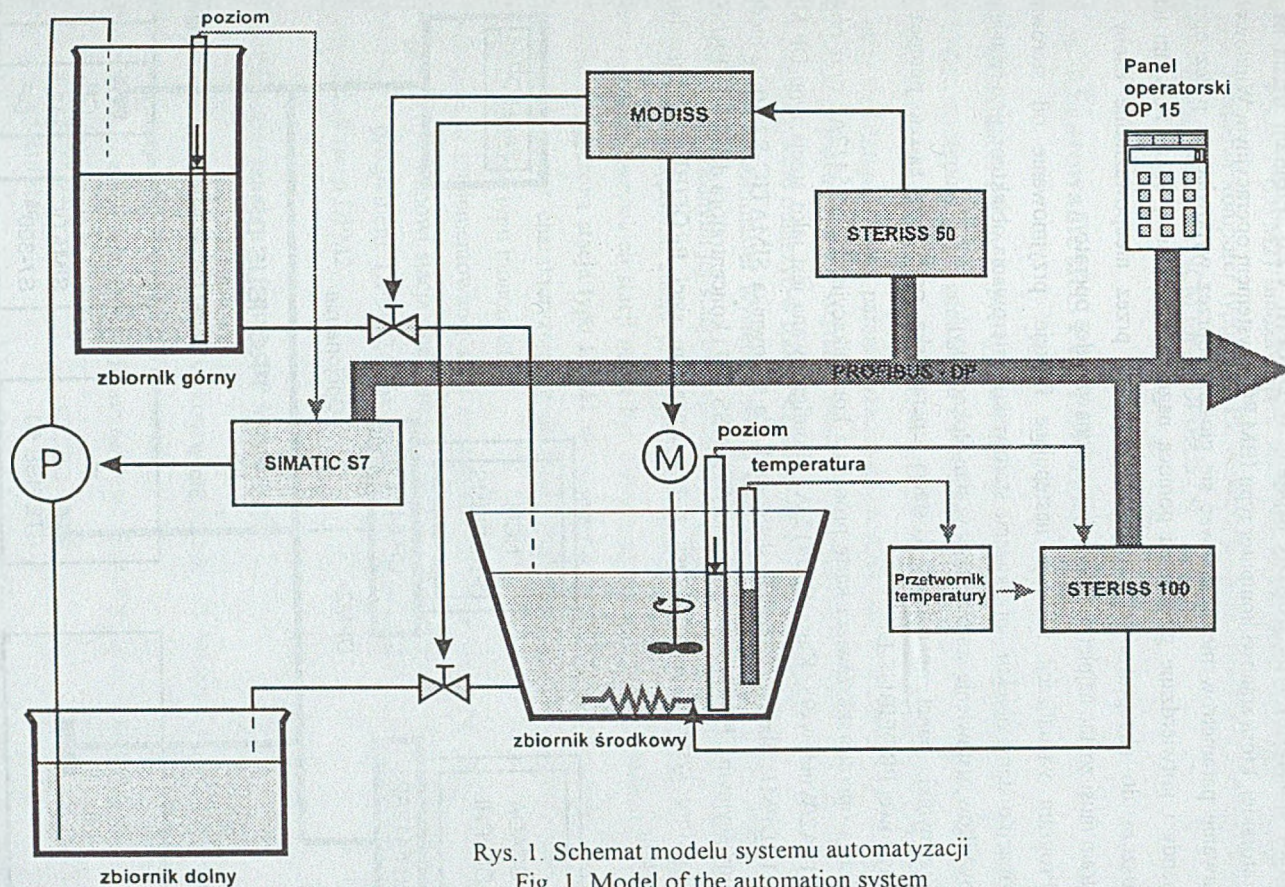 poziom
MODISS
Panel
operatorski
OP 15
STERISS 50
zbiornik górny
PROFIBUS - DP
SIMATIC S7
P
M
poziom
temperatura
Przetwornik
temperatury
STERISS 100
zbiornik środkowy
zbiornik dolny
Rys. 1. Schemat modelu systemu automatyzacji
Fig. 1. Model of the automation system